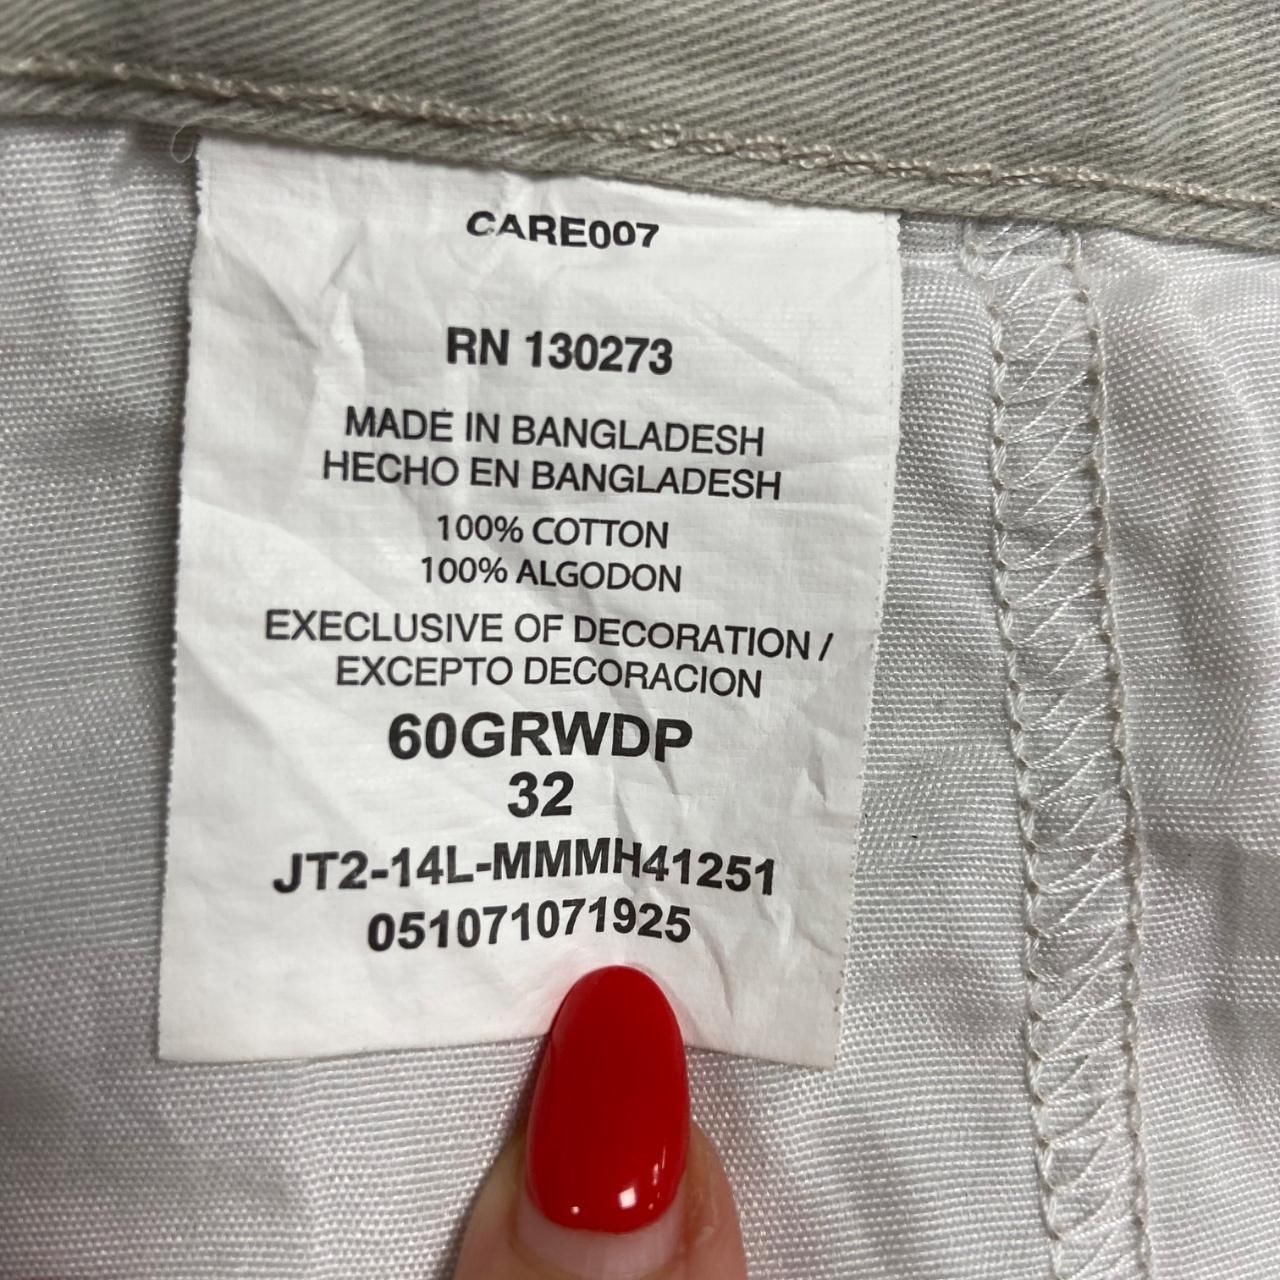 CARE007
RN 130273
MADE IN BANGLADESH
HECHO EN BANGLADESH
100% COTTON
100% ALGODON
EXECLUSIVE OF DECORATION /
EXCEPTO DECORACION
60GRWDP
32
JT2-14L-MMMH41251
051071071925